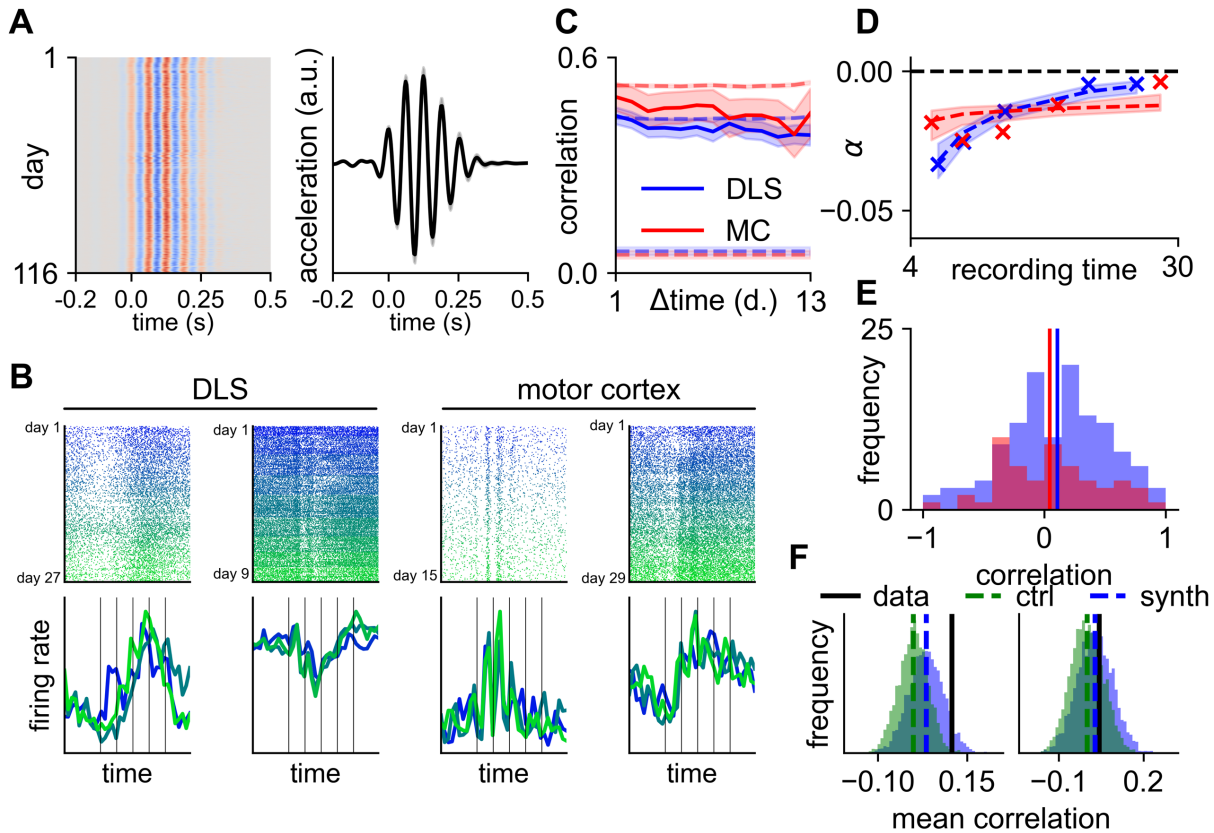 A
1
day
116
-0.2 0.0 0.25 0.5
time (s)
acceleration (a.u.)
-0.2 0.0 0.25 0.5
time (s)
C
0.6
correlation
0.0
DLS
MC
1 Δtime (d.) 13
D
0.00
α
−0.05
4 recording time 30
E
25
frequency
0
−1 0 1
correlation
B
DLS
motor cortex
day 1
day 27
day 1
day 9
day 1
day 15
day 1
day 29
firing rate
time
time
time
time
F
data ctrl synth
frequency
−0.10 0.15
−0.1 0.2
mean correlation